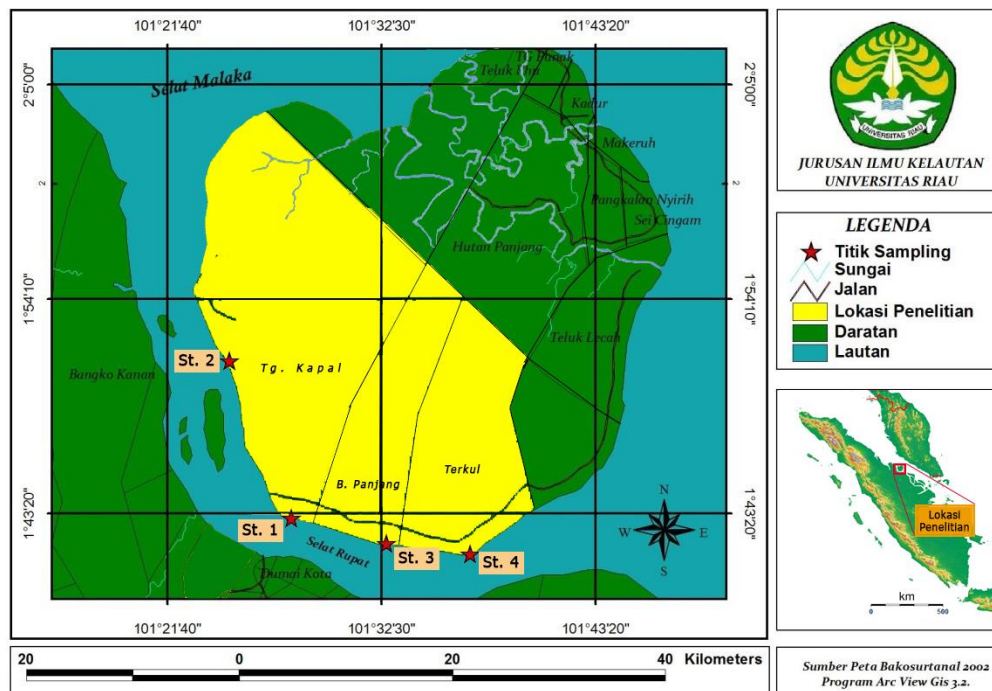 101°21'40"
101°32'30"
101°43'20"
2°5'00"
2°5'00"
Selat Malaka
Teluk Rhu
Kadur
Makeruh
2
2
Pangkalan Nyirih
Sei Cingam
Hutan Panjang
1°54'10"
1°54'10"
Teluk Lecah
St. 2
Tg. Kapal
Bangko Kanan
Terkul
B. Panjang
1°43'20"
1°43'20"
St. 1
Selat Rupat
St. 3
St. 4
Dumai Kota
N
W
E
S
101°21'40"
101°32'30"
101°43'20"
20
0
20
40
Kilometers
UNIVERSITAS RIAU
JURUSAN ILMU KELAUTAN
UNIVERSITAS RIAU
LEGENDA
Titik Sampling
Sungai
Jalan
Lokasi Penelitian
Daratan
Lautan
Lokasi
Penelitian
km
0
500
Sumber Peta Bakosurtanal 2002
Program Arc View Gis 3.2.